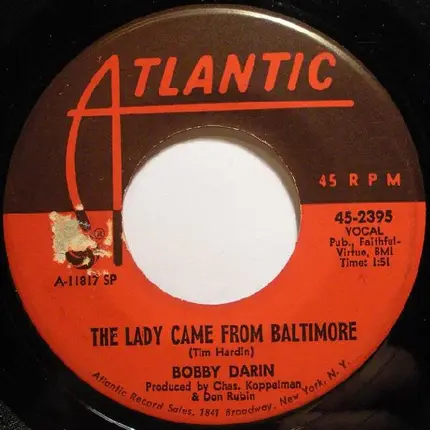 ATLANTIC
45 RPM
®
45-2395
VOCAL
Pub., Faithful-
Virtue, BMI
Time: 1:51
A-11817 SP
THE LADY CAME FROM BALTIMORE
(Tim Hardin)
BOBBY DARIN
Produced by Chas. Koppelman
& Don Rubin
Atlantic Record Sales, 1841 Broadway, New York, N. Y.